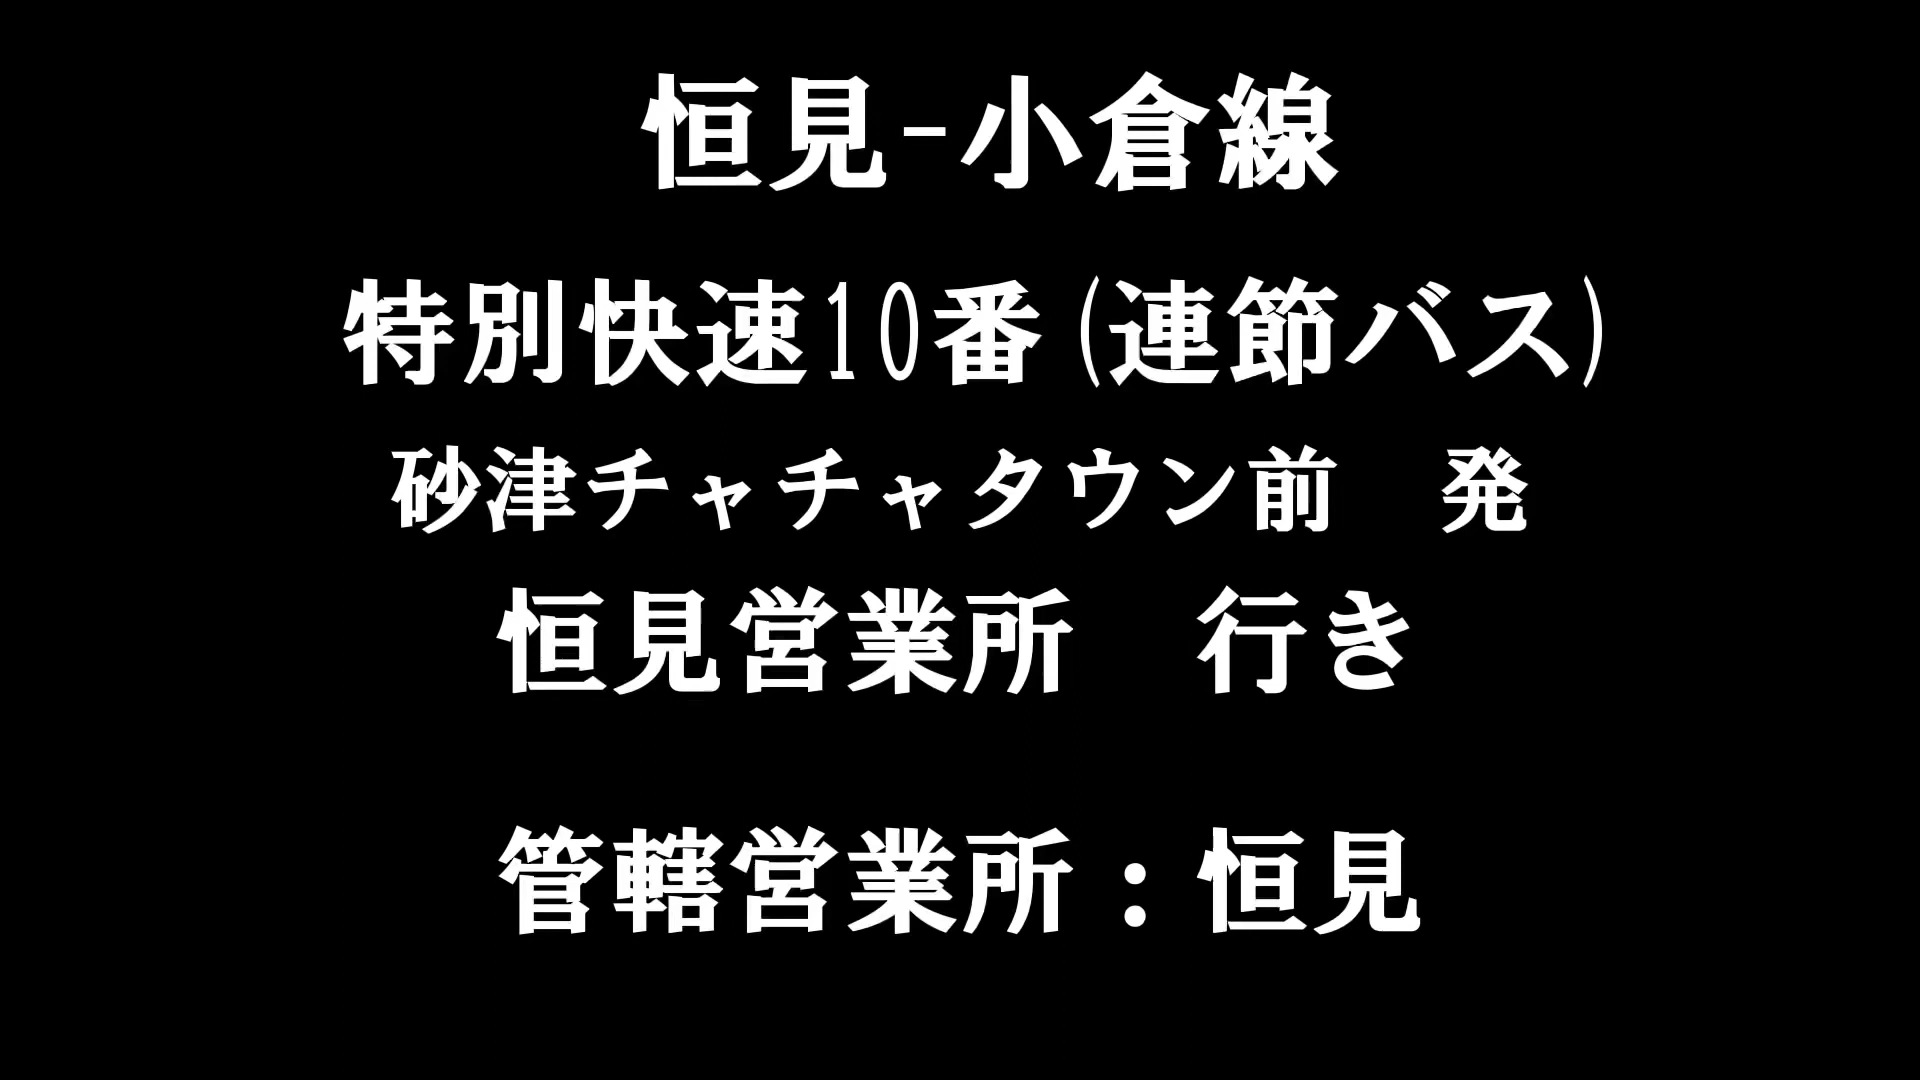 恒見-小倉線
特別快速10番(連節バス)
砂津チャチャタウン前　発
恒見営業所　行き
管轄営業所：恒見